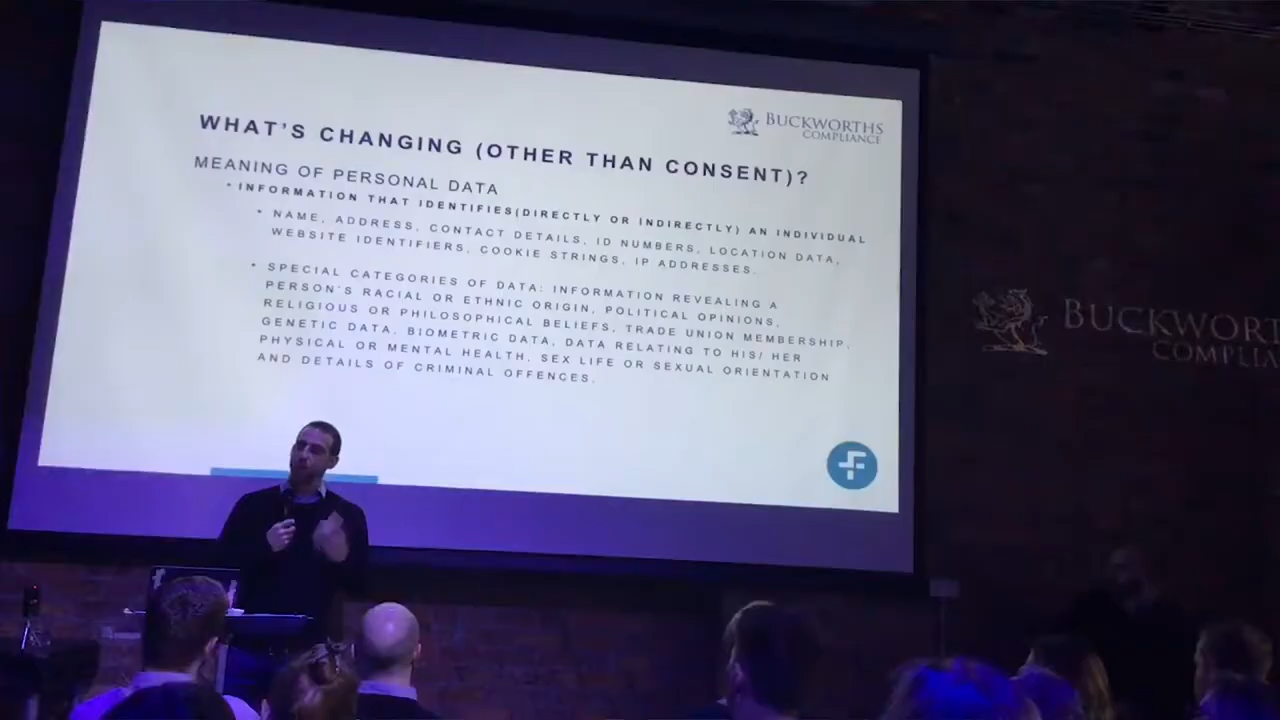 BUCKWORTHS
COMPLIANCE
WHAT'S CHANGING (OTHER THAN CONSENT)?
MEANING OF PERSONAL DATA
• INFORMATION THAT IDENTIFIES(DIRECTLY OR INDIRECTLY) AN INDIVIDUAL
• NAME, ADDRESS, CONTACT DETAILS, ID NUMBERS, LOCATION DATA,
WEBSITE IDENTIFIERS, COOKIE STRINGS, IP ADDRESSES.
• SPECIAL CATEGORIES OF DATA: INFORMATION REVEALING A
PERSON'S RACIAL OR ETHNIC ORIGIN, POLITICAL OPINIONS,
RELIGIOUS OR PHILOSOPHICAL BELIEFS, TRADE UNION MEMBERSHIP,
GENETIC DATA, BIOMETRIC DATA, DATA RELATING TO HIS/ HER
PHYSICAL OR MENTAL HEALTH, SEX LIFE OR SEXUAL ORIENTATION
AND DETAILS OF CRIMINAL OFFENCES.
BUCKWORT
COMPLIA